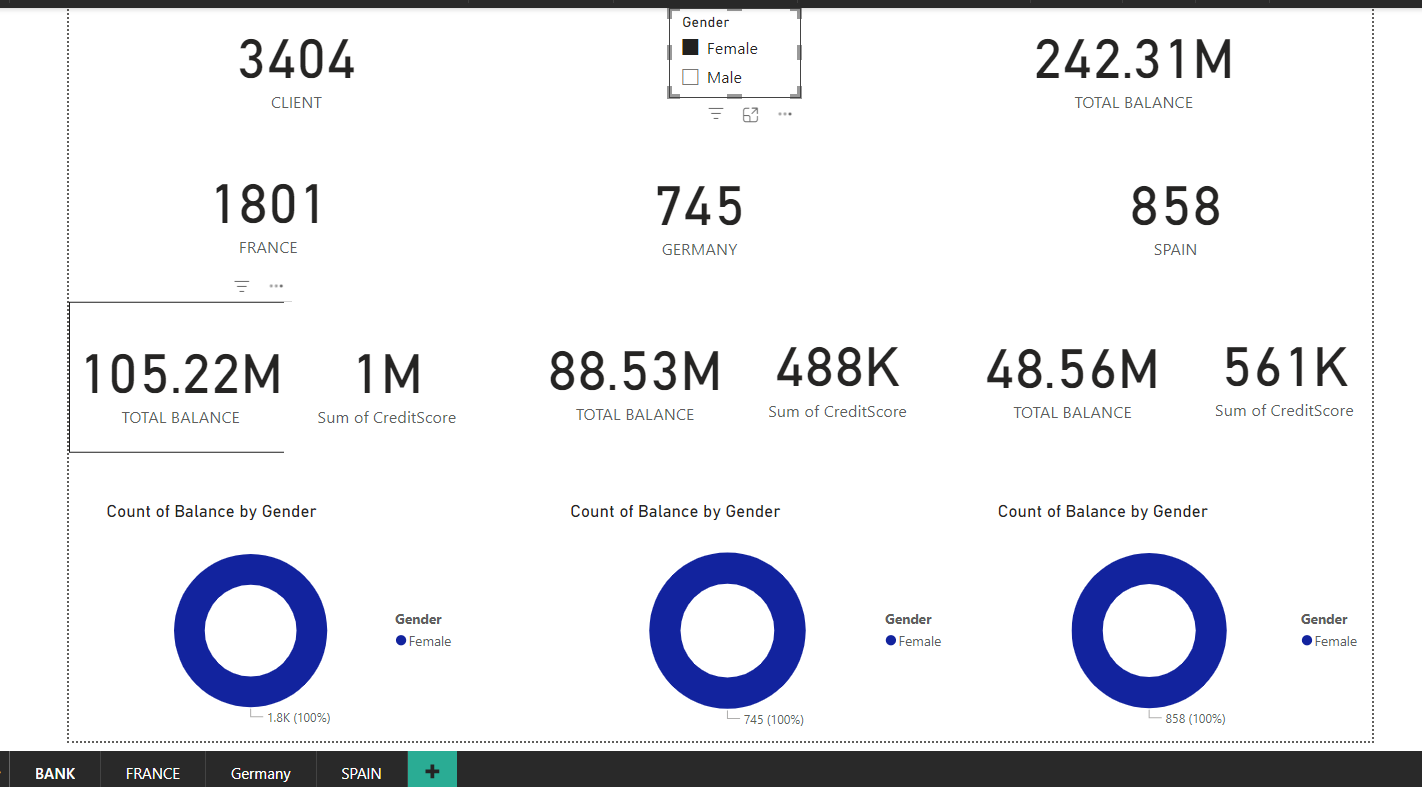 Gender
Female
Male
3404
CLIENT
242.31M
TOTAL BALANCE
1801
FRANCE
745
GERMANY
858
SPAIN
105.22M
TOTAL BALANCE
1M
Sum of CreditScore
88.53M
TOTAL BALANCE
488K
Sum of CreditScore
48.56M
TOTAL BALANCE
561K
Sum of CreditScore
Count of Balance by Gender
Gender
Female
1.8K (100%)
Count of Balance by Gender
Gender
Female
745 (100%)
Count of Balance by Gender
Gender
Female
858 (100%)
BANK
FRANCE
Germany
SPAIN